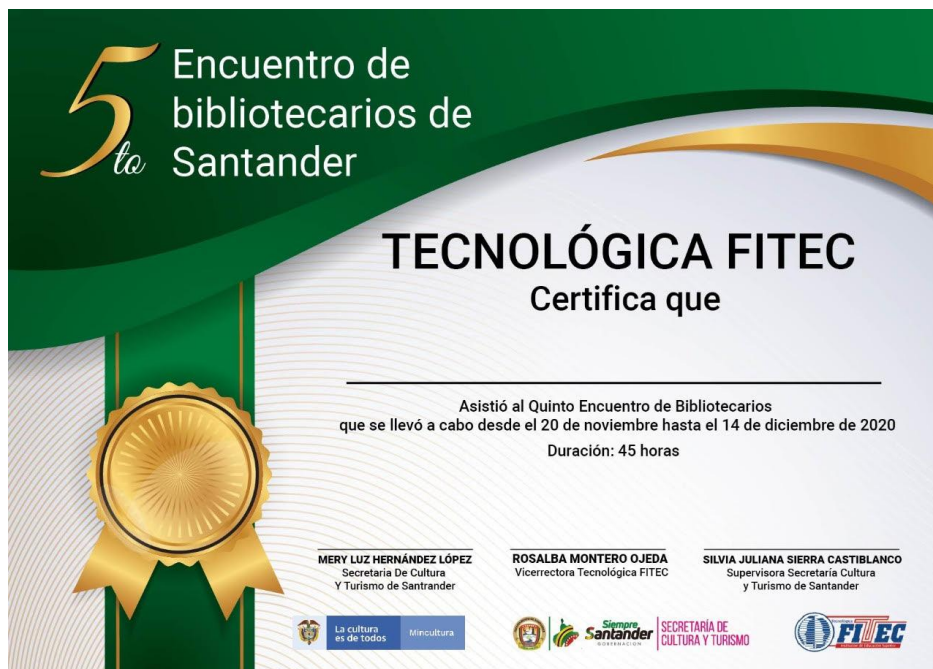 5to
Encuentro de
bibliotecarios de
Santander
TECNOLÓGICA FITEC
Certifica que
Asistió al Quinto Encuentro de Bibliotecarios
que se llevó a cabo desde el 20 de noviembre hasta el 14 de diciembre de 2020
Duración: 45 horas
MERY LUZ HERNÁNDEZ LÓPEZ
Secretaria De Cultura
Y Turismo de Santrander
ROSALBA MONTERO OJEDA
Vicerrectora Tecnológica FITEC
SILVIA JULIANA SIERRA CASTIBLANCO
Supervisora Secretaría Cultura
y Turismo de Santander
La cultura
es de todos
Mincultura
Siempre
Santander
GOBERNACIÓN
SECRETARÍA DE
CULTURA Y TURISMO
FITEC